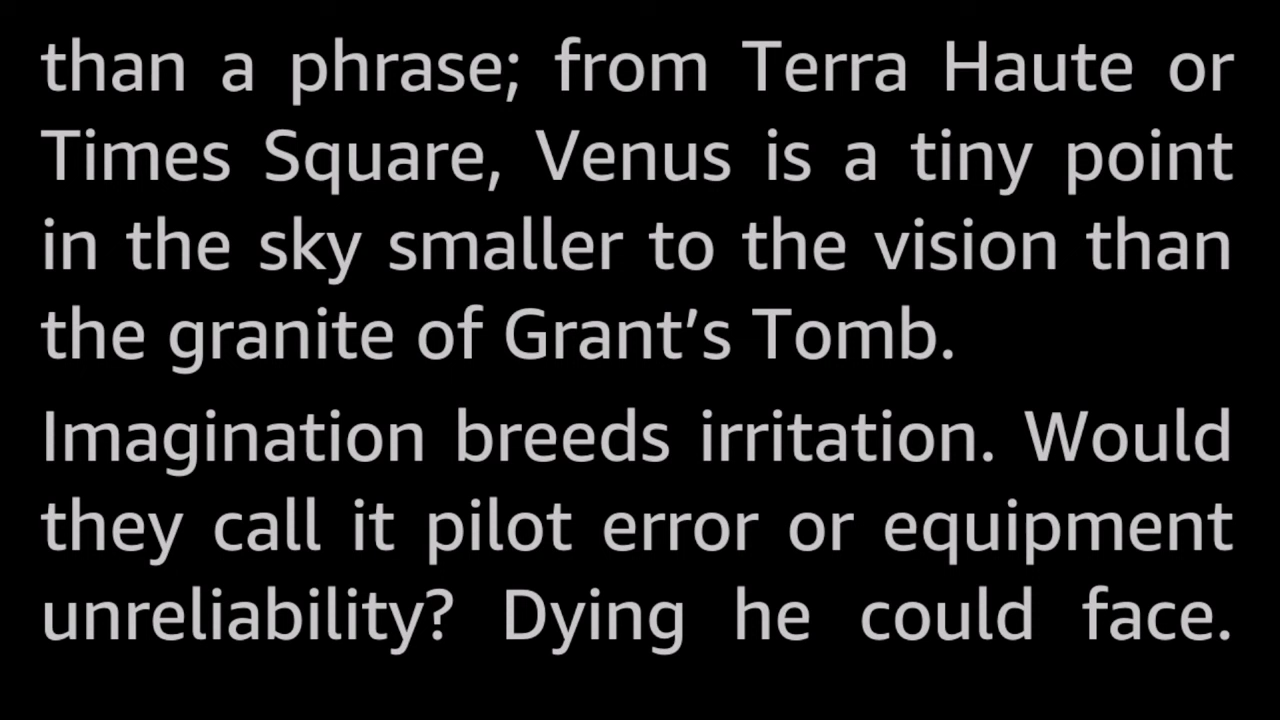 than a phrase; from Terra Haute or
Times Square, Venus is a tiny point
in the sky smaller to the vision than
the granite of Grant’s Tomb.
Imagination breeds irritation. Would
they call it pilot error or equipment
unreliability? Dying he could face.